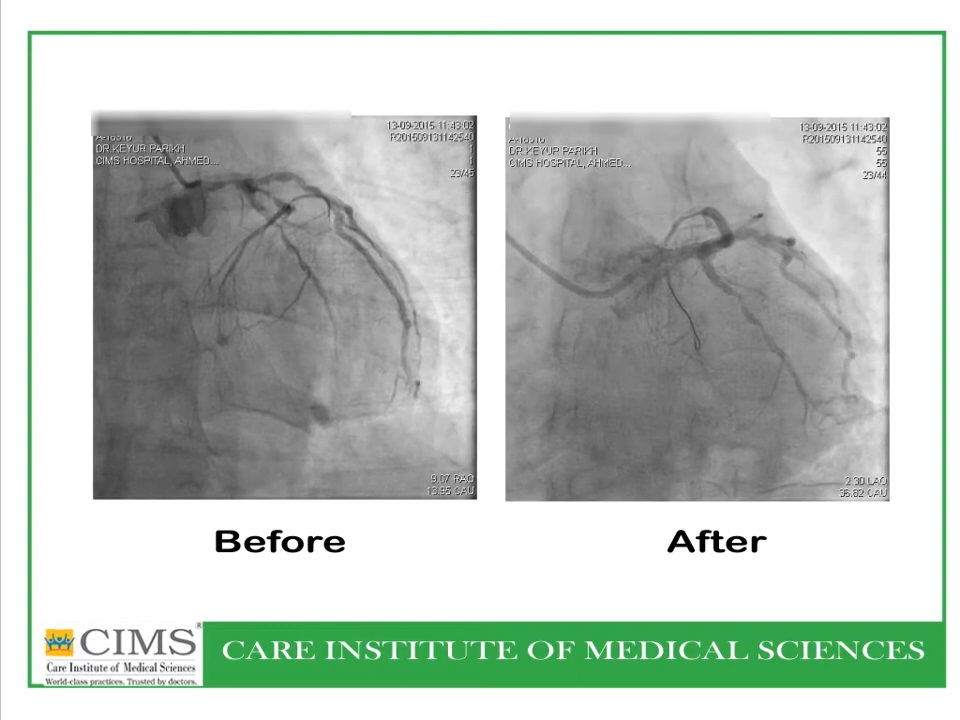 13-09-2015 11:43:02
R201509131142540
DR KEYUR PARIKH
CIMS HOSPITAL, AHMED...
1
1
23/45
9.07 RAO
13.95 CAU
13-09-2015 11:43:02
R201509131142540
DR KEYUR PARIKH
CIMS HOSPITAL, AHMED...
55
55
23/44
2.30 LAO
36.82 CAU
Before
After
CIMS®
Care Institute of Medical Sciences
World-class practices. Trusted by doctors.
CARE INSTITUTE OF MEDICAL SCIENCES